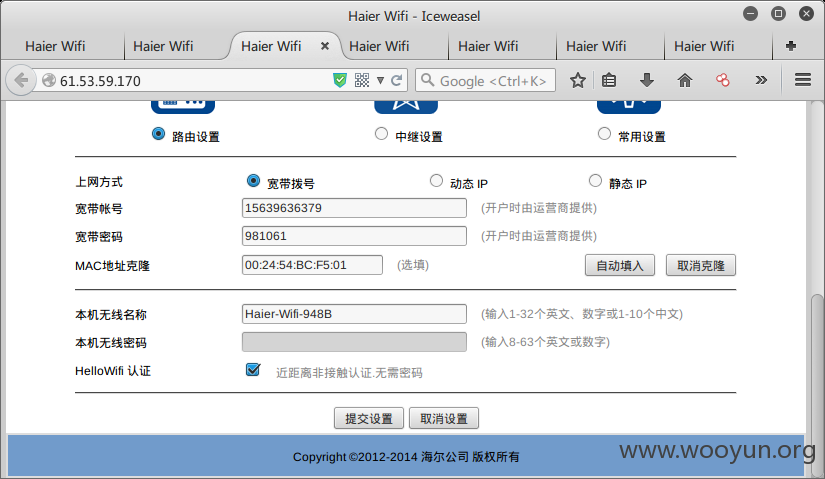 Haier Wifi - Iceweasel
Haier Wifi Haier Wifi Haier Wifi Haier Wifi Haier Wifi Haier Wifi Haier Wifi
61.53.59.170 Google <Ctrl+K>
路由设置 中继设置 常用设置
上网方式 宽带拨号 动态 IP 静态 IP
宽带帐号 15639636379 (开户时由运营商提供)
宽带密码 981061 (开户时由运营商提供)
MAC地址克隆 00:24:54:BC:F5:01 (选填) 自动填入 取消克隆
本机无线名称 Haier-Wifi-948B (输入1-32个英文、数字或1-10个中文)
本机无线密码 (输入8-63个英文或数字)
HelloWifi 认证 近距离非接触认证.无需密码
提交设置 取消设置
Copyright ©2012-2014 海尔公司 版权所有
www.wooyun.org